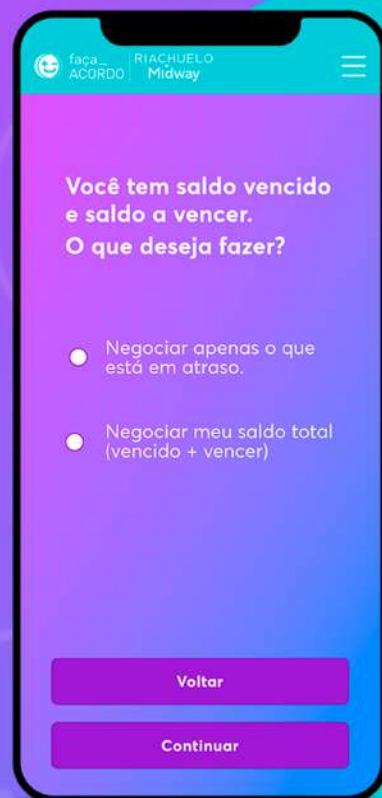 faça_
ACORDO
RIACHUELO
Midway
Você tem saldo vencido
e saldo a vencer.
O que deseja fazer?
Negociar apenas o que
está em atraso.
Negociar meu saldo total
(vencido + vencer)
Voltar
Continuar